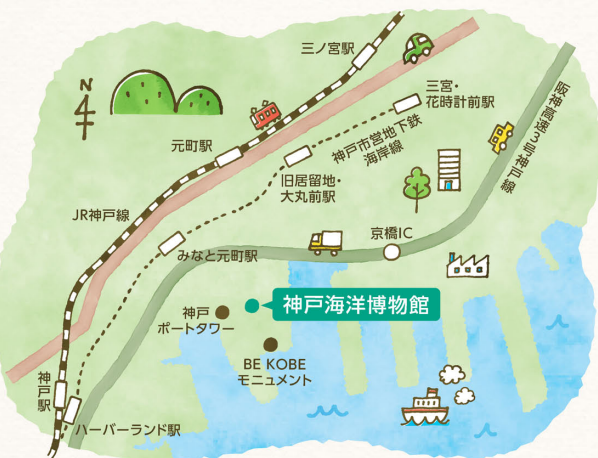 三ノ宮駅
N
三宮・
花時計前駅
阪神高速3号神戸線
元町駅
神戸市営地下鉄
海岸線
旧居留地・
大丸前駅
JR神戸線
みなと元町駅
京橋IC
神戸海洋博物館
神戸
ポートタワー
BE KOBE
モニュメント
神戸駅
ハーバーランド駅